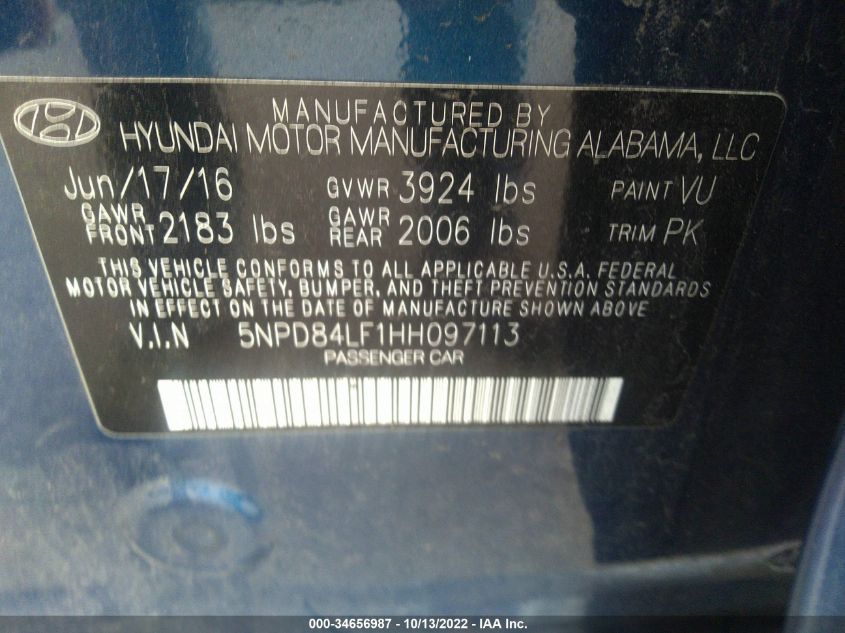 MANUFACTURED BY
HYUNDAI MOTOR MANUFACTURING ALABAMA, LLC
Jun/17/16 GVWR 3924 lbs PAINT VU
GAWR FRONT 2183 lbs GAWR REAR 2006 lbs TRIM PK
THIS VEHICLE CONFORMS TO ALL APPLICABLE U.S.A. FEDERAL
MOTOR VEHICLE SAFETY, BUMPER, AND THEFT PREVENTION STANDARDS
IN EFFECT ON THE DATE OF MANUFACTURE SHOWN ABOVE
V.I.N 5NPD84LF1HH097113
PASSENGER CAR
000-34656987 - 10/13/2022 - IAA Inc.